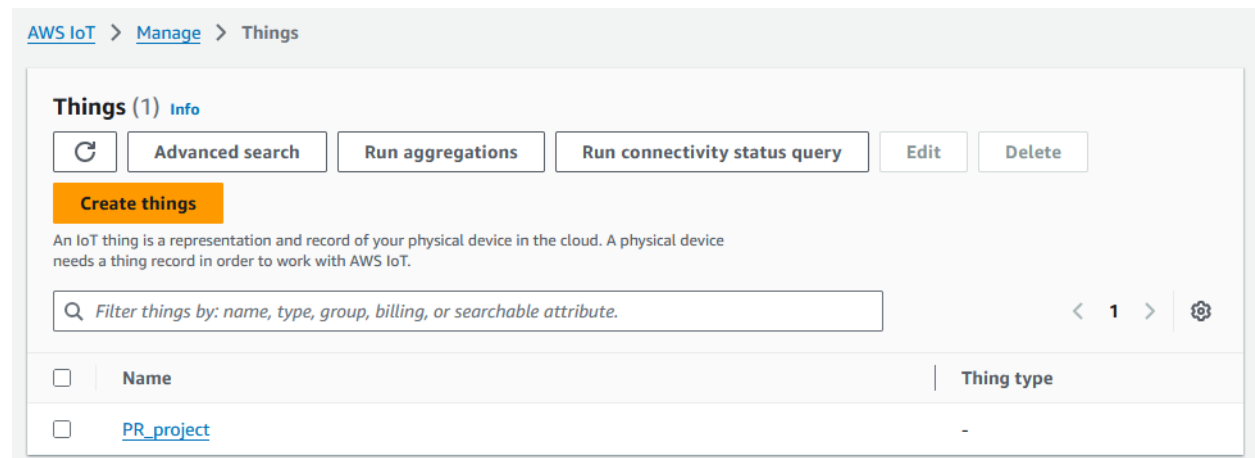 AWS IoT > Manage > Things
Things (1) Info
Advanced search Run aggregations Run connectivity status query Edit Delete
Create things
An IoT thing is a representation and record of your physical device in the cloud. A physical device
needs a thing record in order to work with AWS IoT.
Filter things by: name, type, group, billing, or searchable attribute.
< 1 >
Name Thing type
PR_project -